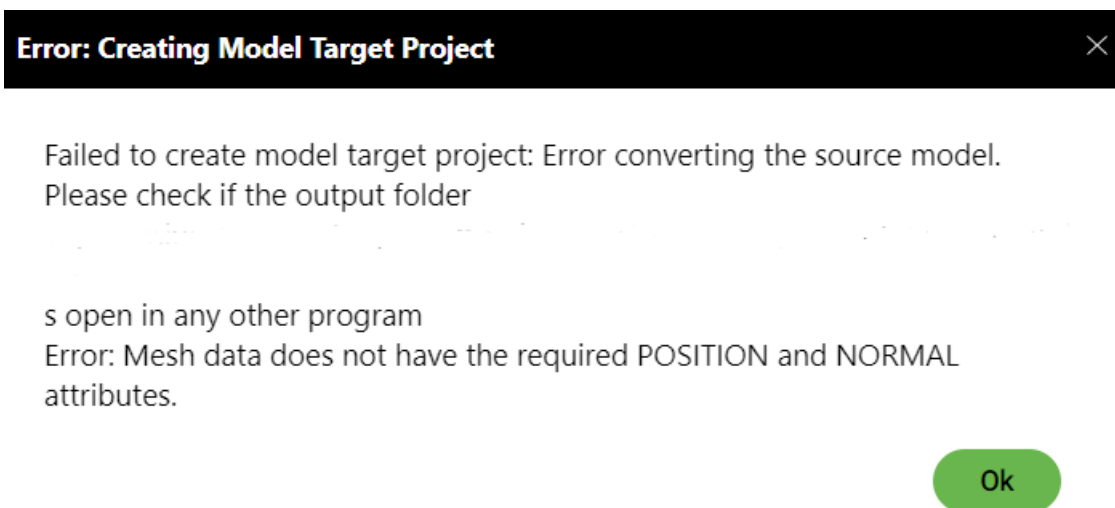 Error: Creating Model Target Project
Failed to create model target project: Error converting the source model.
Please check if the output folder
s open in any other program
Error: Mesh data does not have the required POSITION and NORMAL
attributes.
Ok